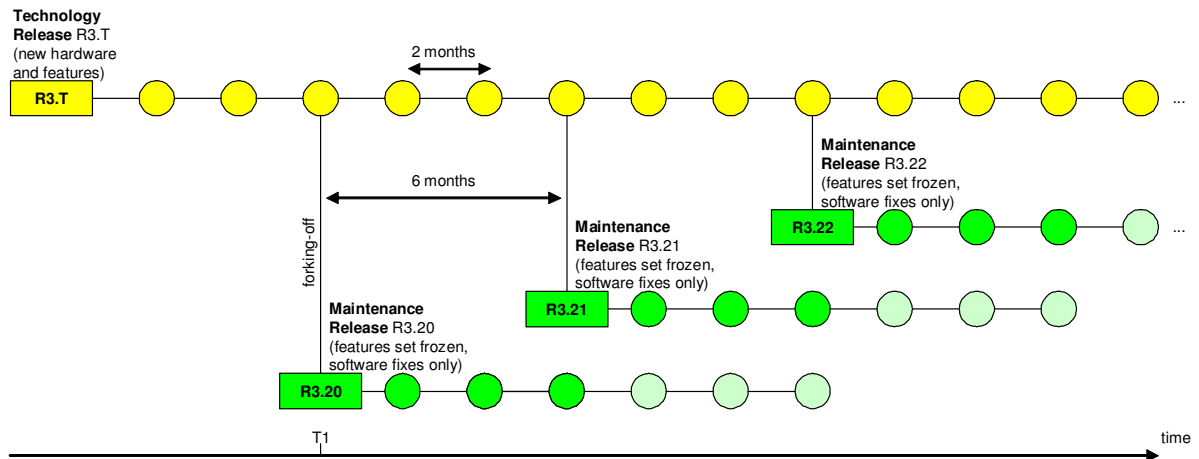 Technology
Release R3.T
(new hardware
and features)
2 months
R3.T
...
Maintenance
Release R3.22
(features set frozen,
software fixes only)
6 months
R3.22
...
forking-off
Maintenance
Release R3.21
(features set frozen,
software fixes only)
R3.21
Maintenance
Release R3.20
(features set frozen,
software fixes only)
R3.20
T1
time